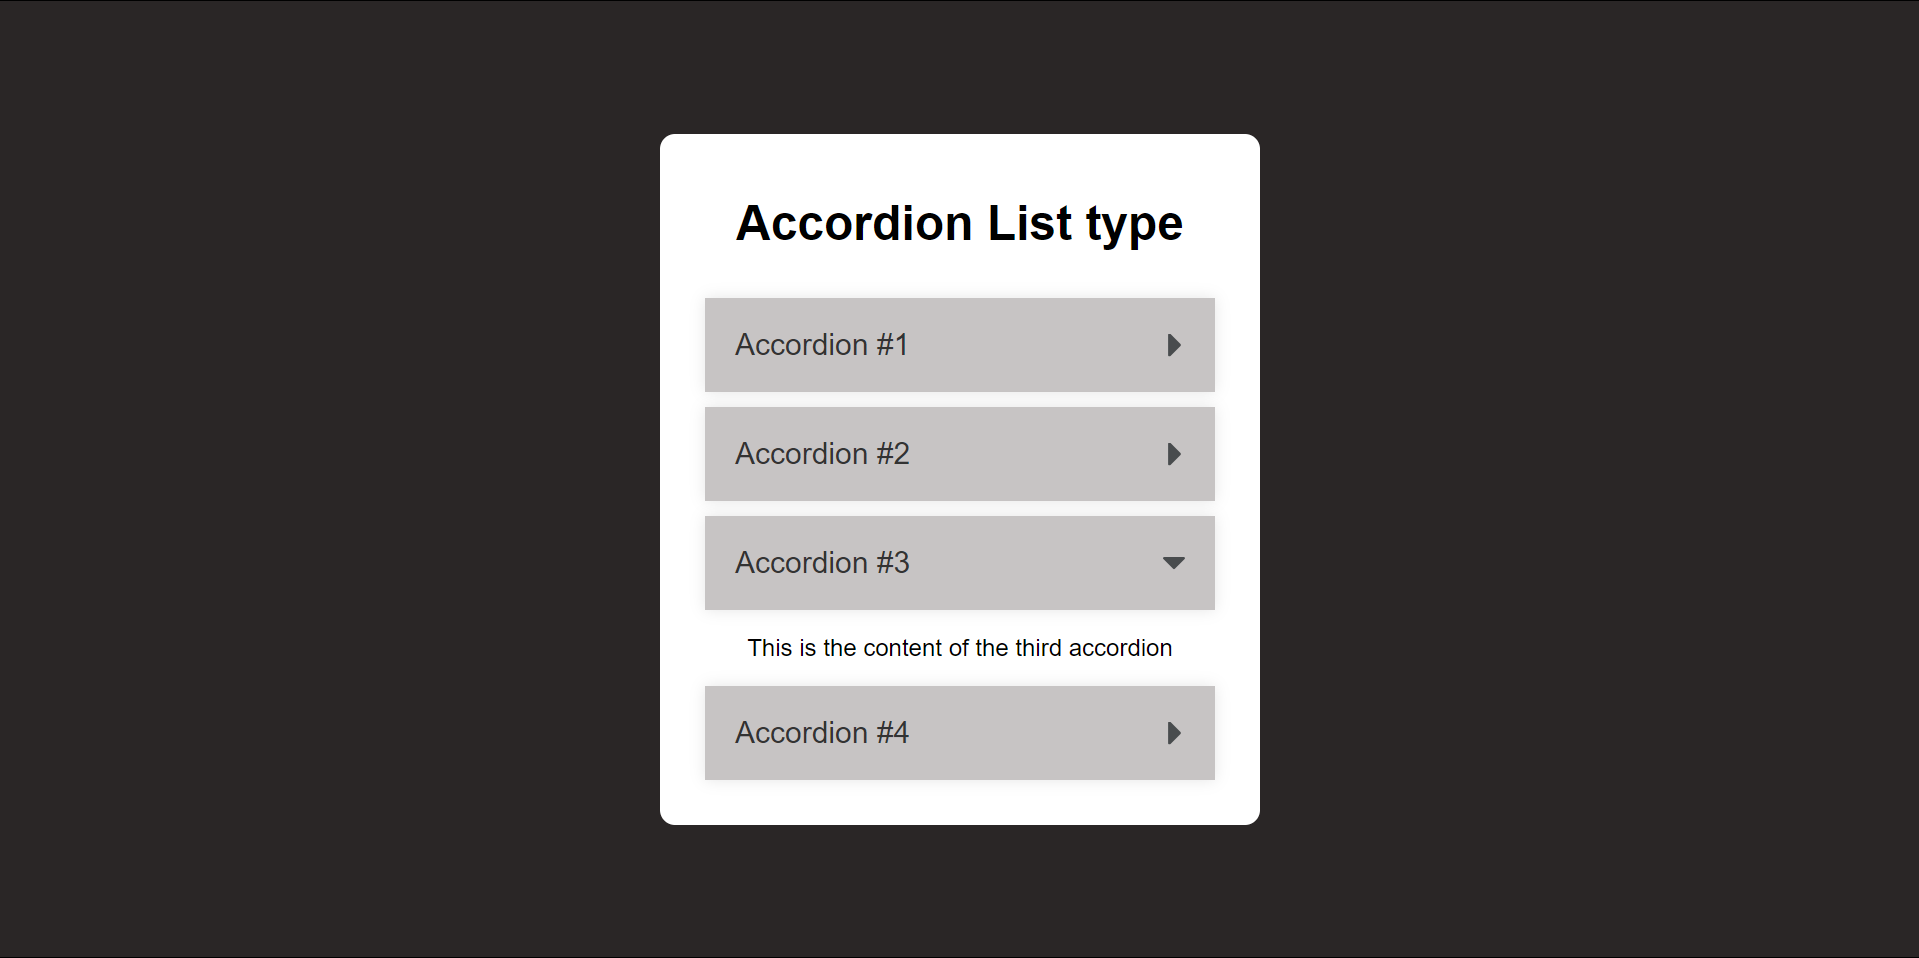 Accordion List type
Accordion #1
Accordion #2
Accordion #3
This is the content of the third accordion
Accordion #4